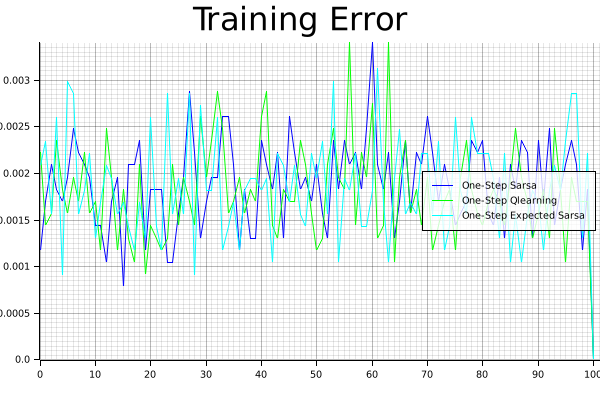 Training Error
0.003
0.0025
0.002
0.0015
0.001
0.0005
0.0
0 10 20 30 40 50 60 70 80 90 100
One-Step Sarsa
One-Step Qlearning
One-Step Expected Sarsa